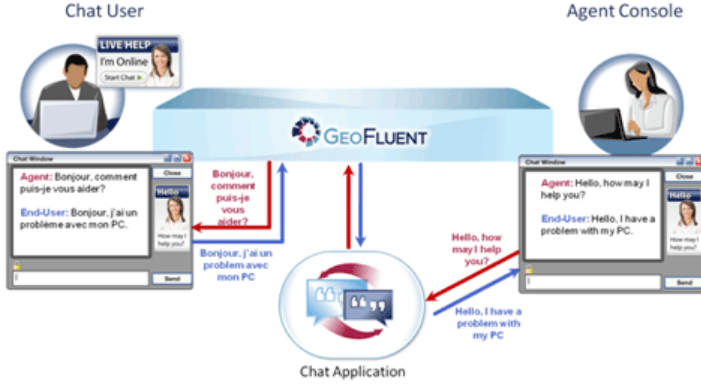 Chat User
Agent Console
LIVE HELP
I'm Online
Start Chat
GEOFLUENT
Chat Window
Close
Agent: Bonjour, comment
puis-je vous aider?
End-User: Bonjour, j'ai un
problème avec mon PC.
Hello
How may I
help you?
Send
Bonjour,
comment
puis-je
vous
aider?
Bonjour, j'ai un
problem avec
mon PC
Chat Window
Close
Agent: Hello, how may I
help you?
End-User: Hello, I have a
problem with my PC.
Hello
How may I
help you?
Send
Hello, how
may I help
you?
Hello, I have a
problem with
my PC
Chat Application